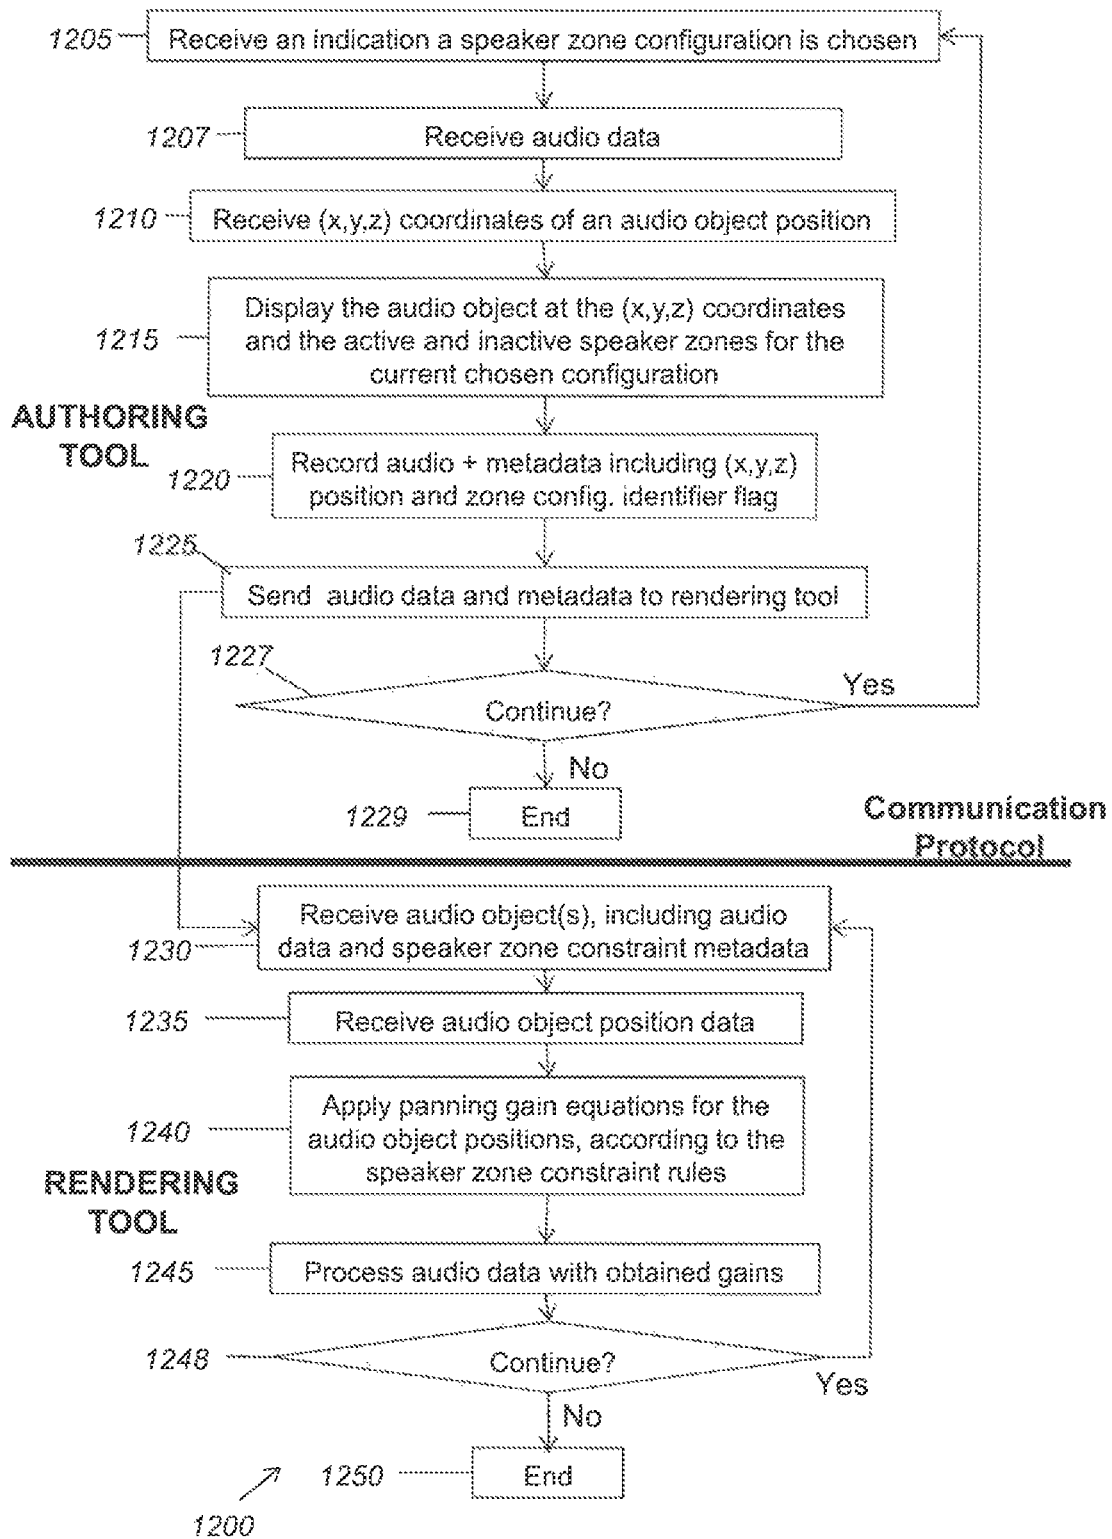 1205
Receive an indication a speaker zone configuration is chosen
1207
Receive audio data
1210
Receive (x,y,z) coordinates of an audio object position
1215
Display the audio object at the (x,y,z) coordinates
and the active and inactive speaker zones for the
current chosen configuration
AUTHORING
TOOL
1220
Record audio + metadata including (x,y,z)
position and zone config. identifier flag
1225
Send audio data and metadata to rendering tool
1227
Continue?
Yes
No
1229
End
Communication
Protocol
1230
Receive audio object(s), including audio
data and speaker zone constraint metadata
1235
Receive audio object position data
1240
Apply panning gain equations for the
audio object positions, according to the
speaker zone constraint rules
RENDERING
TOOL
1245
Process audio data with obtained gains
1248
Continue?
Yes
No
1250
End
1200